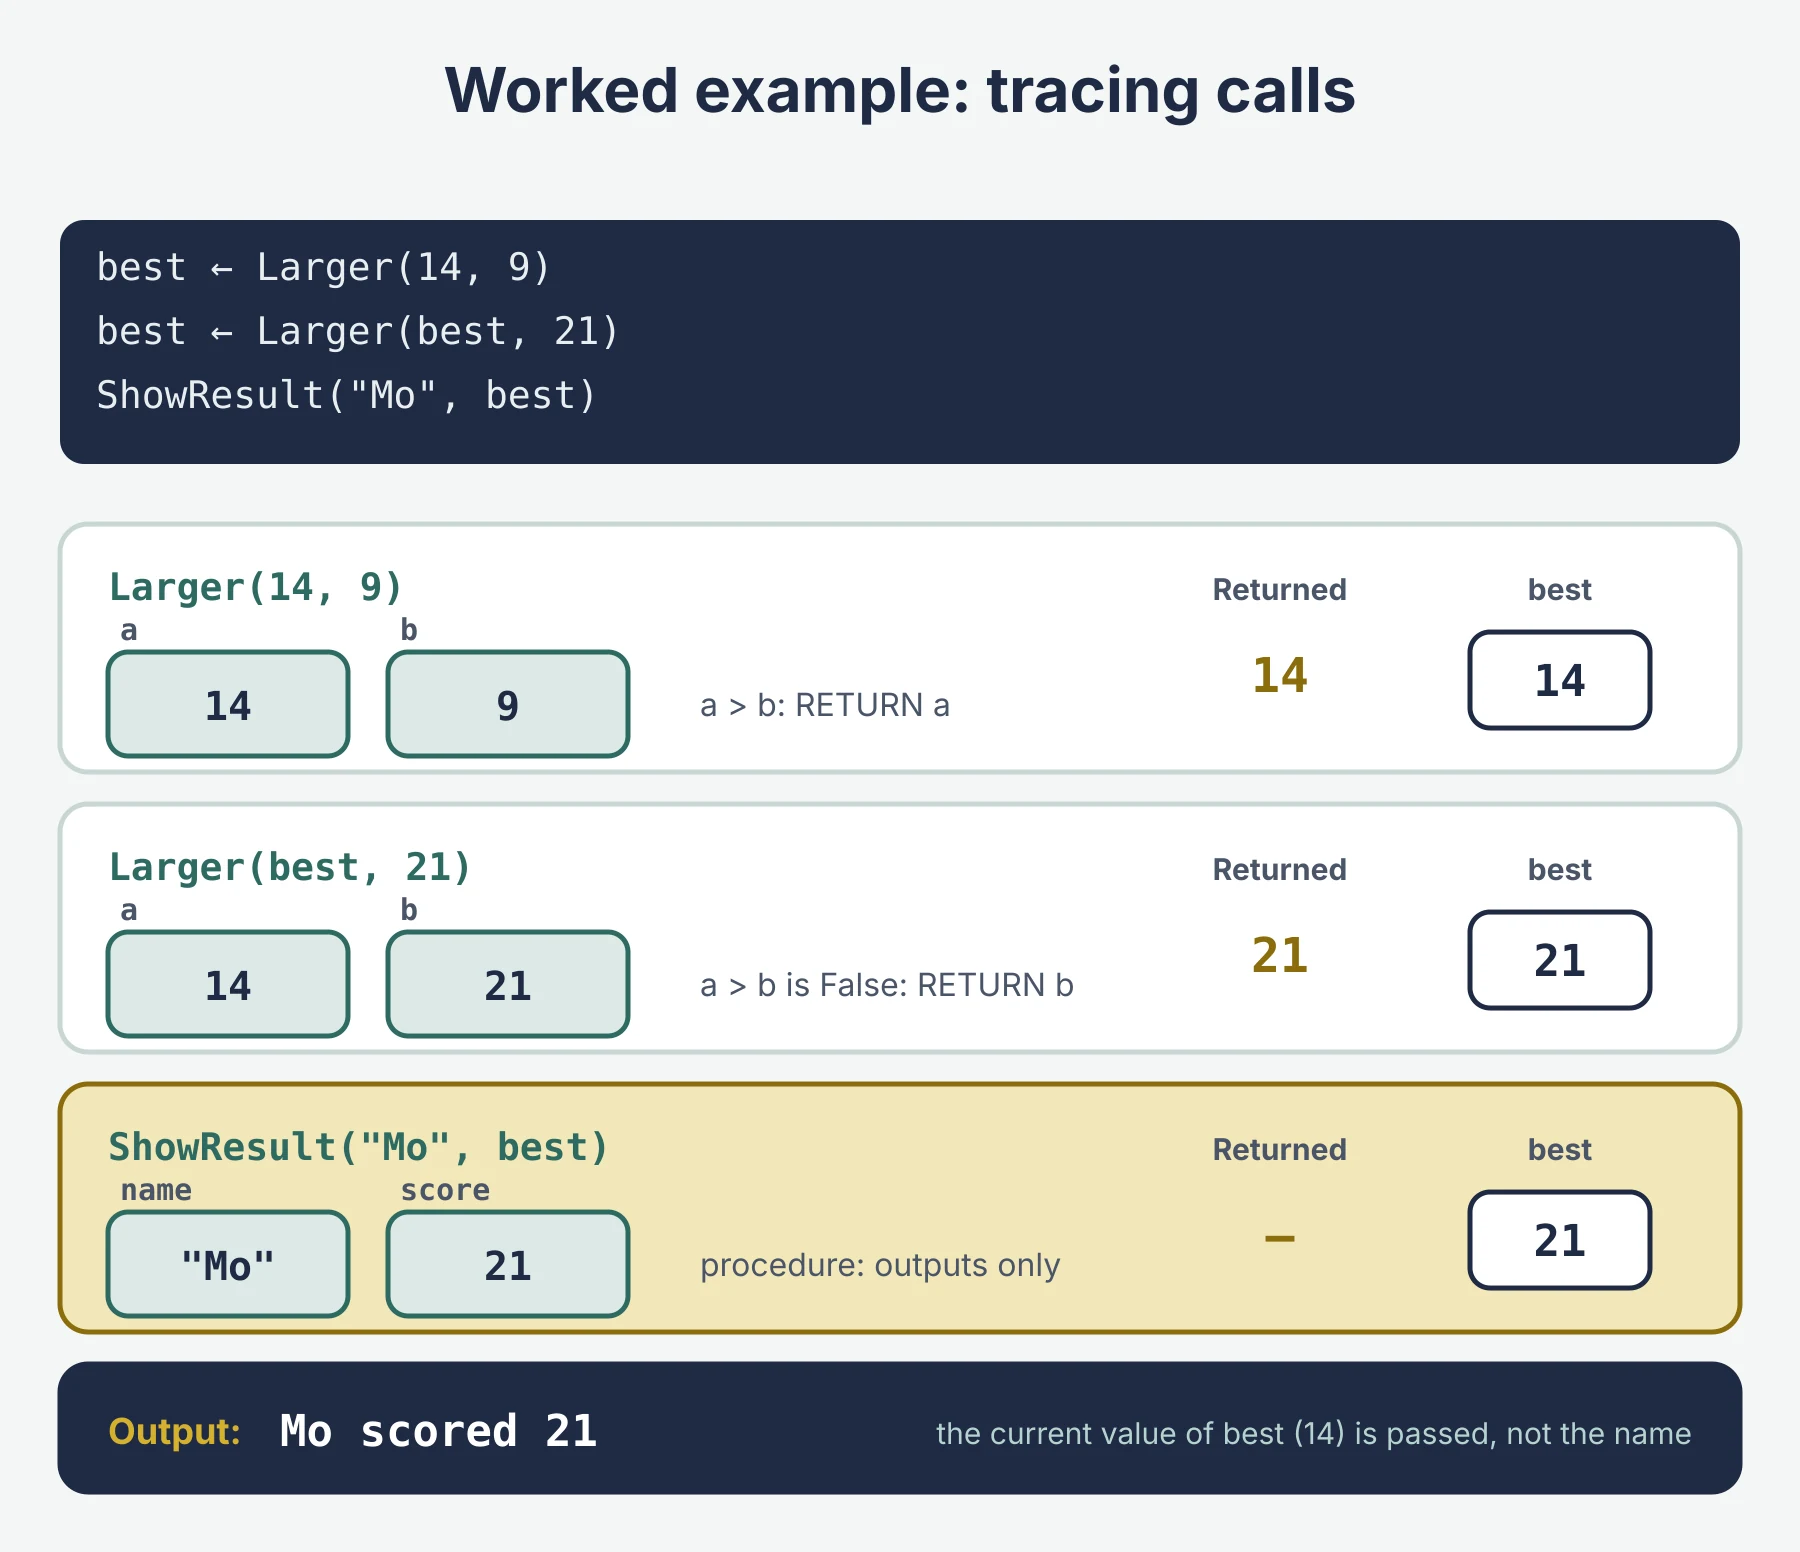 Worked example: tracing calls
best ← Larger(14, 9)
best ← Larger(best, 21)
ShowResult("Mo", best)
Larger(14, 9)
Returned best
a b
14 9 a > b: RETURN a 14 14
Larger(best, 21)
Returned best
a b
14 21 a > b is False: RETURN b 21 21
ShowResult("Mo", best)
Returned best
name score
"Mo" 21 procedure: outputs only – 21
Output: Mo scored 21 the current value of best (14) is passed, not the name